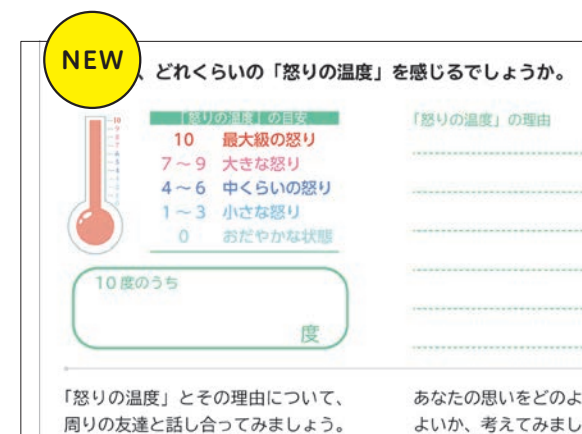 NEW
、どれくらいの「怒りの温度」を感じるでしょうか。
「怒りの温度」の目安
10 最大級の怒り
7～9 大きな怒り
4～6 中くらいの怒り
1～3 小さな怒り
0 おだやかな状態
10度のうち
度
「怒りの温度」の理由
「怒りの温度」とその理由について、
周りの友達と話し合ってみましょう。
あなたの思いをどのよ
よいか、考えてみまし